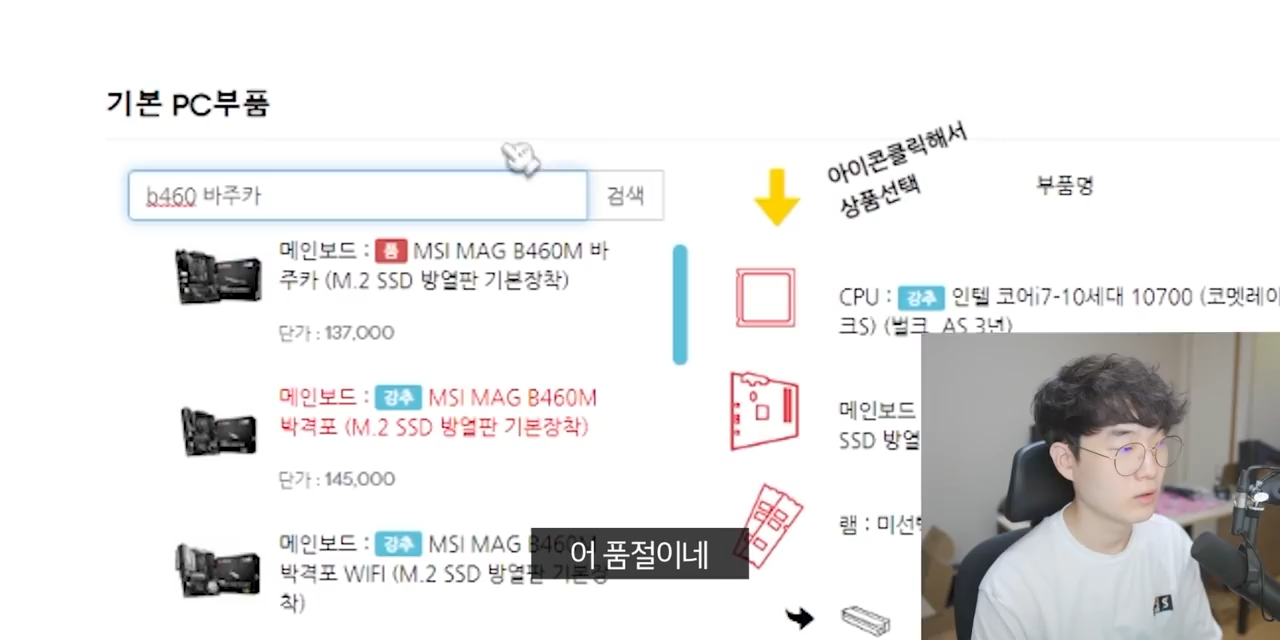 기본 PC부품
b460 바주카
검색
메인보드 : 품 MSI MAG B460M 바
주카 (M.2 SSD 방열판 기본장착)
단가 : 137,000
메인보드 : 강추 MSI MAG B460M
박격포 (M.2 SSD 방열판 기본장착)
단가 : 145,000
메인보드 : 강추 MSI MAG B460M
박격포 WIFI (M.2 SSD 방열판 기본장
착)
아이콘클릭해서
상품선택
부품명
CPU : 강추 인텔 코어i7-10세대 10700 (코멧레이
크S) (벌크, AS 3년)
메인보드
SSD 방열
램 : 미선
어 품절이네